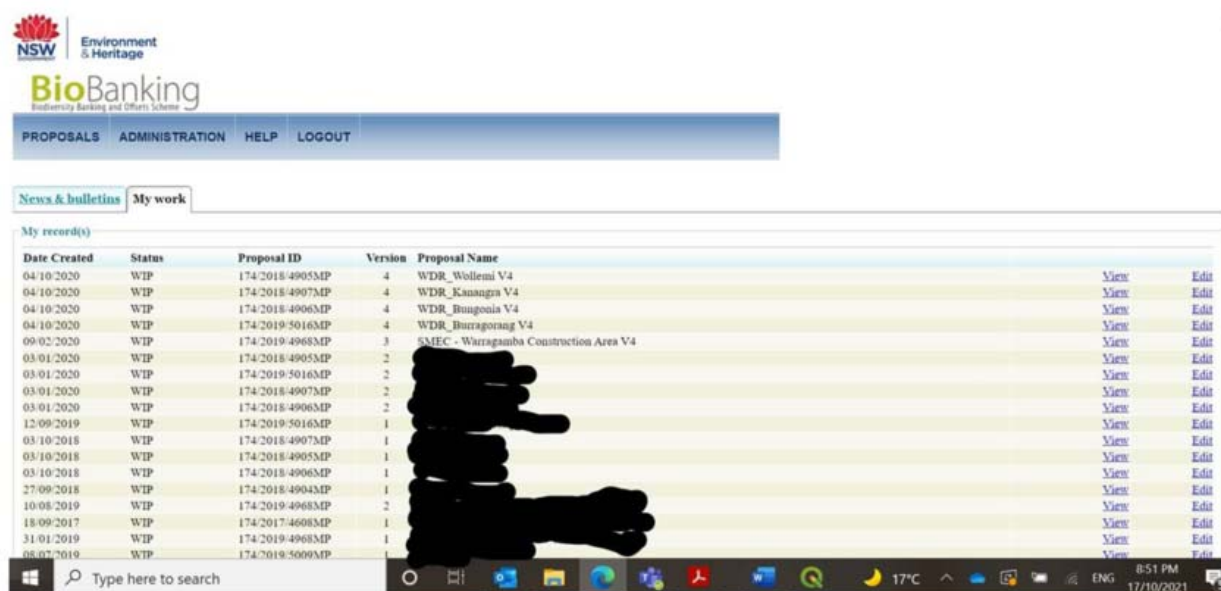 NSW
GOVERNMENT
Environment
& Heritage
BioBanking
Biodiversity Banking and Offsets Scheme
PROPOSALS ADMINISTRATION HELP LOGOUT
News & bulletins My work
My record(s)
Date Created Status Proposal ID Version Proposal Name
04/10/2020 WIP 174/2018/4905MP 4 WDR_Wollemi V4 View Edit
04/10/2020 WIP 174/2018/4907MP 4 WDR_Kanangra V4 View Edit
04/10/2020 WIP 174/2018/4906MP 4 WDR_Bungonia V4 View Edit
04/10/2020 WIP 174/2019/5016MP 4 WDR_Burragorang V4 View Edit
09/02/2020 WIP 174/2019/4968MP 3 SMEC - Warragamba Construction Area V4 View Edit
03/01/2020 WIP 174/2018/4905MP 2 View Edit
03/01/2020 WIP 174/2019/5016MP 2 View Edit
03/01/2020 WIP 174/2018/4907MP 2 View Edit
03/01/2020 WIP 174/2018/4906MP 2 View Edit
12/09/2019 WIP 174/2019/5016MP 1 View Edit
03/10/2018 WIP 174/2018/4907MP 1 View Edit
03/10/2018 WIP 174/2018/4905MP 1 View Edit
03/10/2018 WIP 174/2018/4906MP 1 View Edit
27/09/2018 WIP 174/2018/4904MP 1 View Edit
10/08/2019 WIP 174/2019/4968MP 2 View Edit
18/09/2017 WIP 174/2017/4608MP 1 View Edit
31/01/2019 WIP 174/2019/4968MP 1 View Edit
08/07/2019 WIP 174/2019/5009MP 1 View Edit
Type here to search 17°C ENG 8:51 PM
17/10/2021